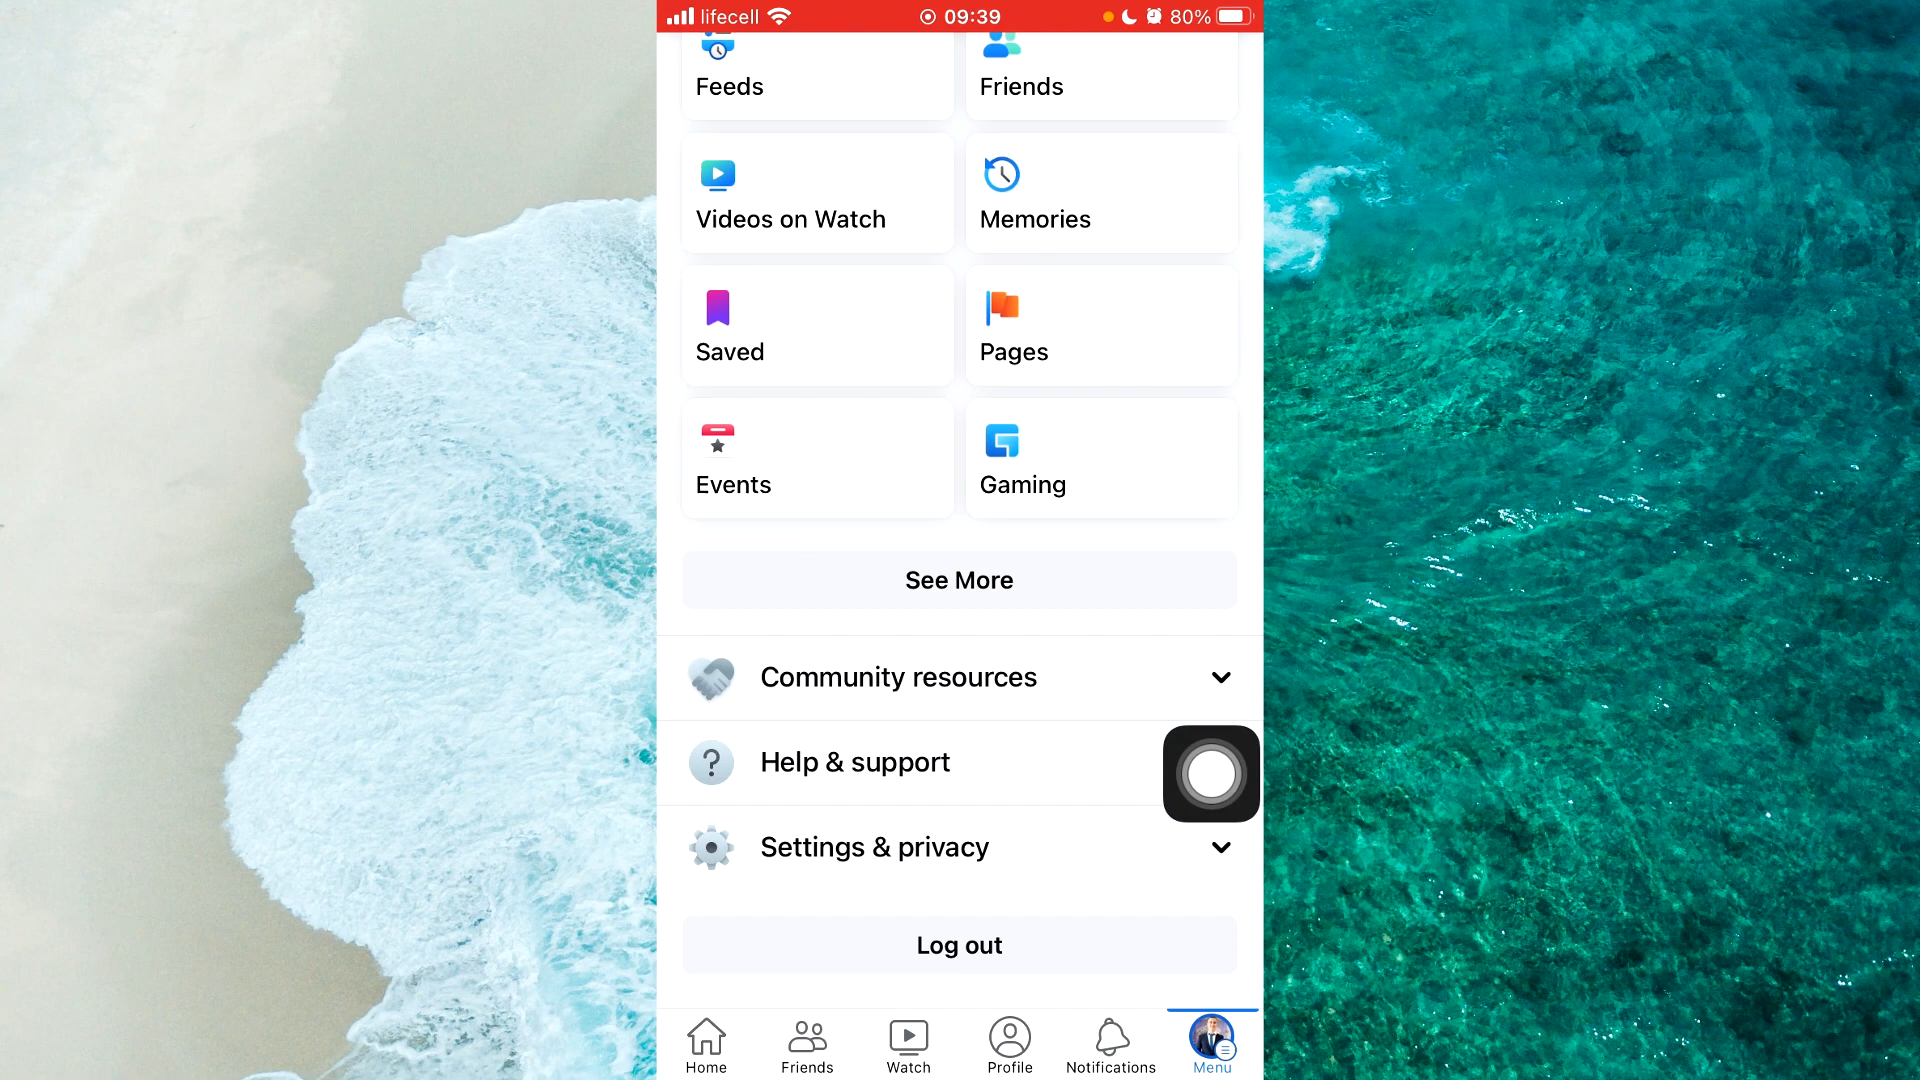 lifecell 09:39 80%
Feeds
Friends
Videos on Watch
Memories
Saved
Pages
Events
Gaming
See More
Community resources
Help & support
Settings & privacy
Log out
Home
Friends
Watch
Profile
Notifications
Menu